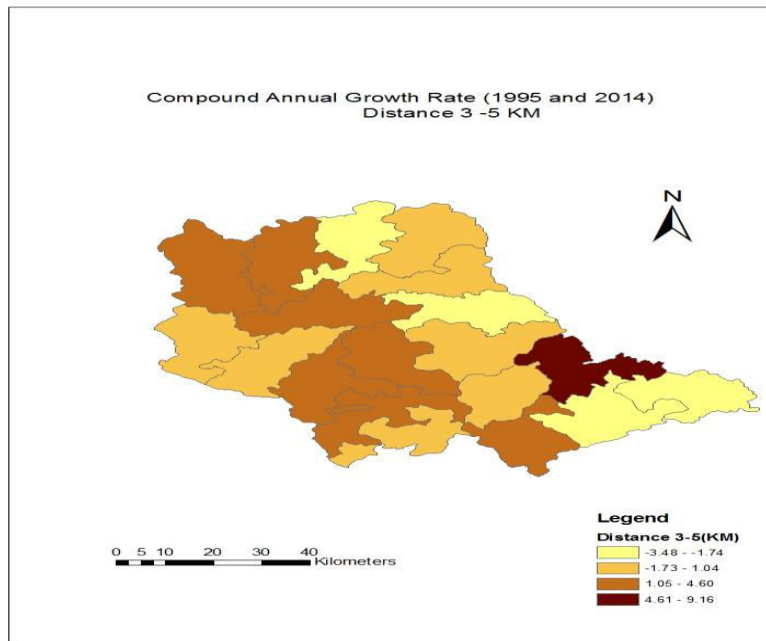 Compound Annual Growth Rate (1995 and 2014)
Distance 3 -5 KM
N
Legend
Distance 3-5(KM)
-3.48 - -1.74
-1.73 - 1.04
1.05 - 4.60
4.61 - 9.16
0 5 10 20 30 40
Kilometers